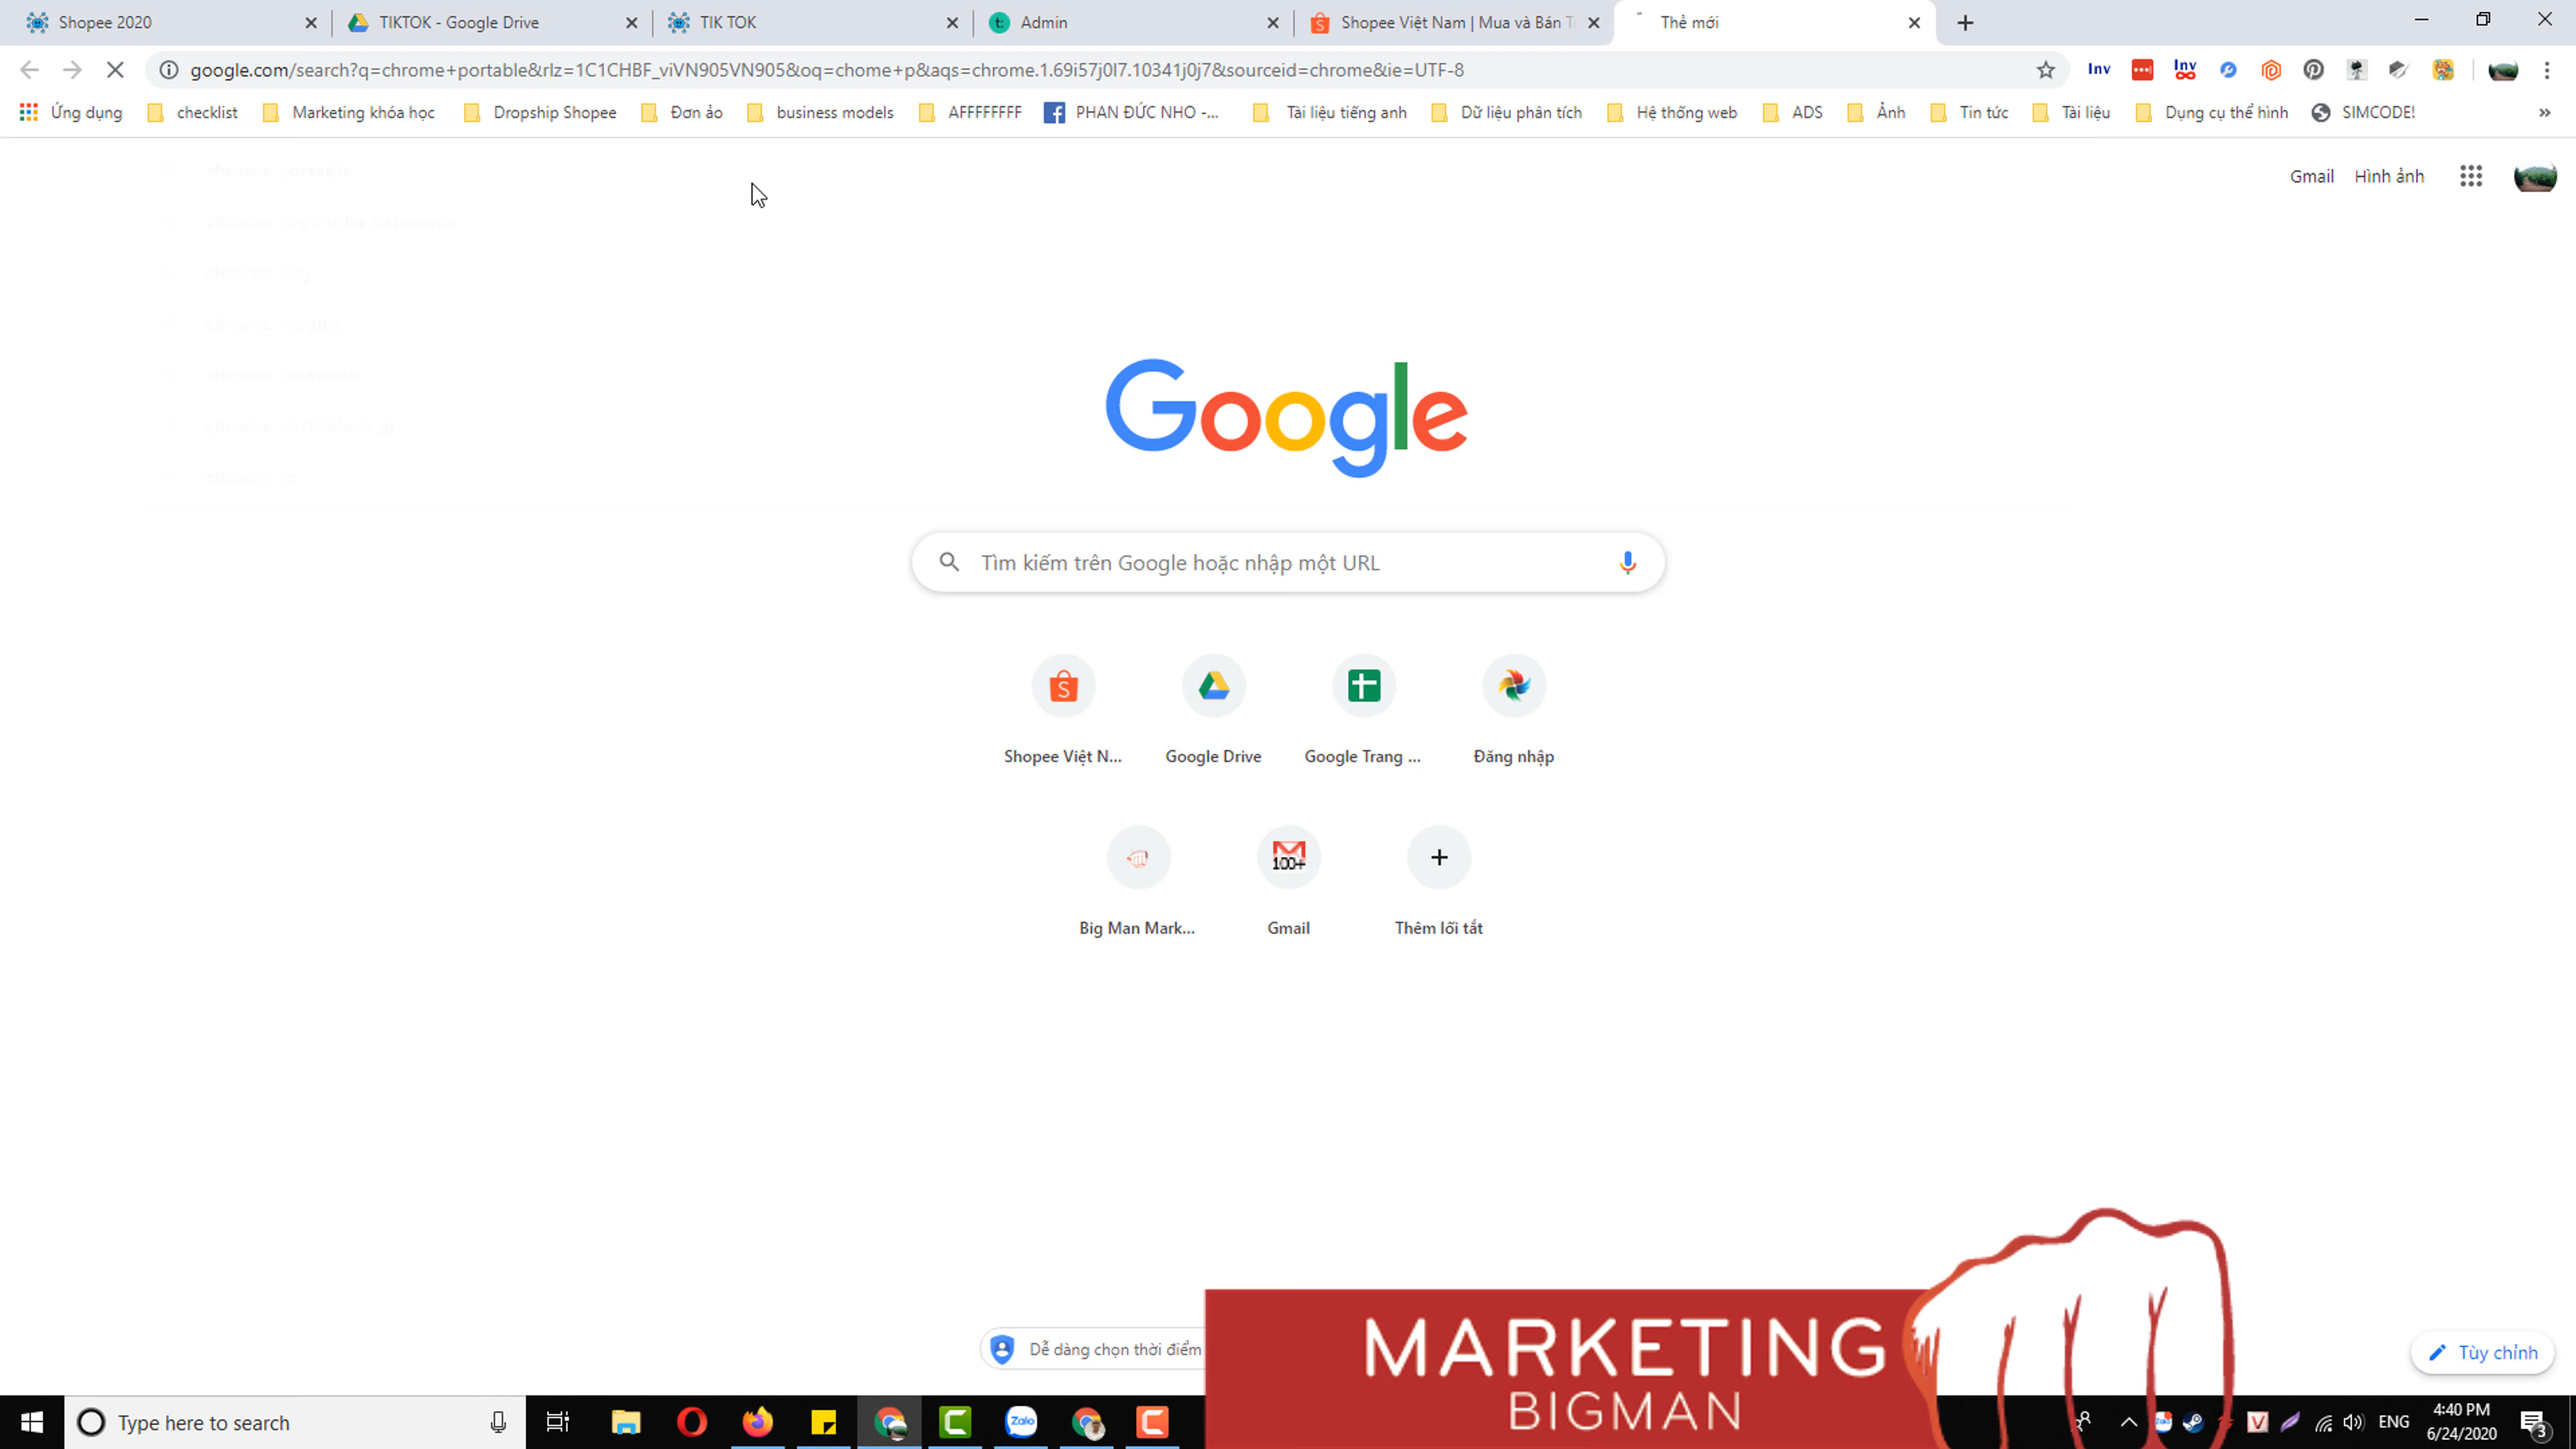 Shopee 2020
TIKTOK - Google Drive
TIK TOK
Admin
Shopee Việt Nam | Mua và Bán T
Thẻ mới
google.com/search?q=chrome+portable&rlz=1C1CHBF_viVN905VN905&oq=chome+p&aqs=chrome.1.69i57j0l7.10341j0j7&sourceid=chrome&ie=UTF-8
Inv
Inv
Ứng dụng
checklist
Marketing khóa học
Dropship Shopee
Đơn ảo
business models
AFFFFFFFF
PHAN ĐỨC NHO -...
Tài liệu tiếng anh
Dữ liệu phân tích
Hệ thống web
ADS
Ảnh
Tin tức
Tài liệu
Dụng cụ thể hình
SIMCODE!
»
Gmail
Hình ảnh
Google
Tìm kiếm trên Google hoặc nhập một URL
Shopee Việt N...
Google Drive
Google Trang ...
Đăng nhập
100+
Big Man Mark...
Gmail
Thêm lối tắt
Dễ dàng chọn thời điểm
MARKETING
BIGMAN
Tùy chỉnh
Type here to search
Zalo
ENG
4:40 PM
6/24/2020
3